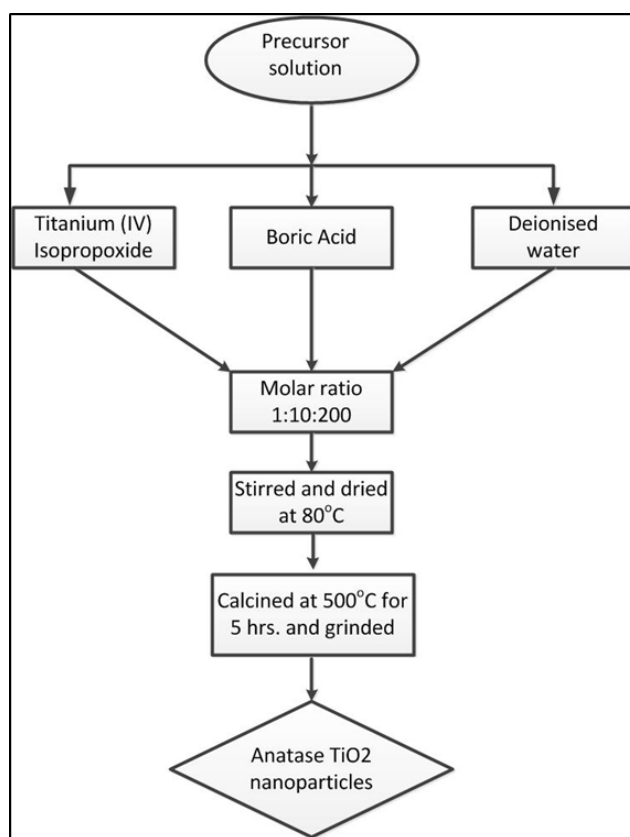 Precursor
solution
Titanium (IV)
Isopropoxide
Boric Acid
Deionised
water
Molar ratio
1:10:200
Stirred and dried
at 80°C
Calcined at 500°C for
5 hrs. and grinded
Anatase TiO2
nanoparticles